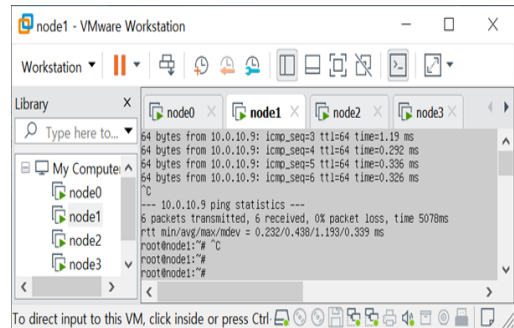 node1 - VMware Workstation
Workstation
Library X
node0
node1
node2
node3
Type here to...
My Compute
node0
node1
node2
node3
64 bytes from 10.0.10.9: icmp_seq=3 ttl=64 time=1.19 ms
64 bytes from 10.0.10.9: icmp_seq=4 ttl=64 time=0.292 ms
64 bytes from 10.0.10.9: icmp_seq=5 ttl=64 time=0.336 ms
64 bytes from 10.0.10.9: icmp_seq=6 ttl=64 time=0.326 ms
^C
--- 10.0.10.9 ping statistics ---
6 packets transmitted, 6 received, 0% packet loss, time 5078ms
rtt min/avg/max/mdev = 0.232/0.438/1.193/0.339 ms
root@node1:~# ^C
root@node1:~#
root@node1:~#
To direct input to this VM, click inside or press Ctrl-